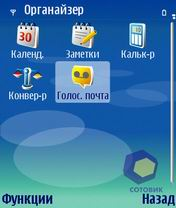 Органайзер
30
Календ.
Заметки
Кальк-р
Конвер-р
Голос. почта
СОТОВИК
Функции
Назад